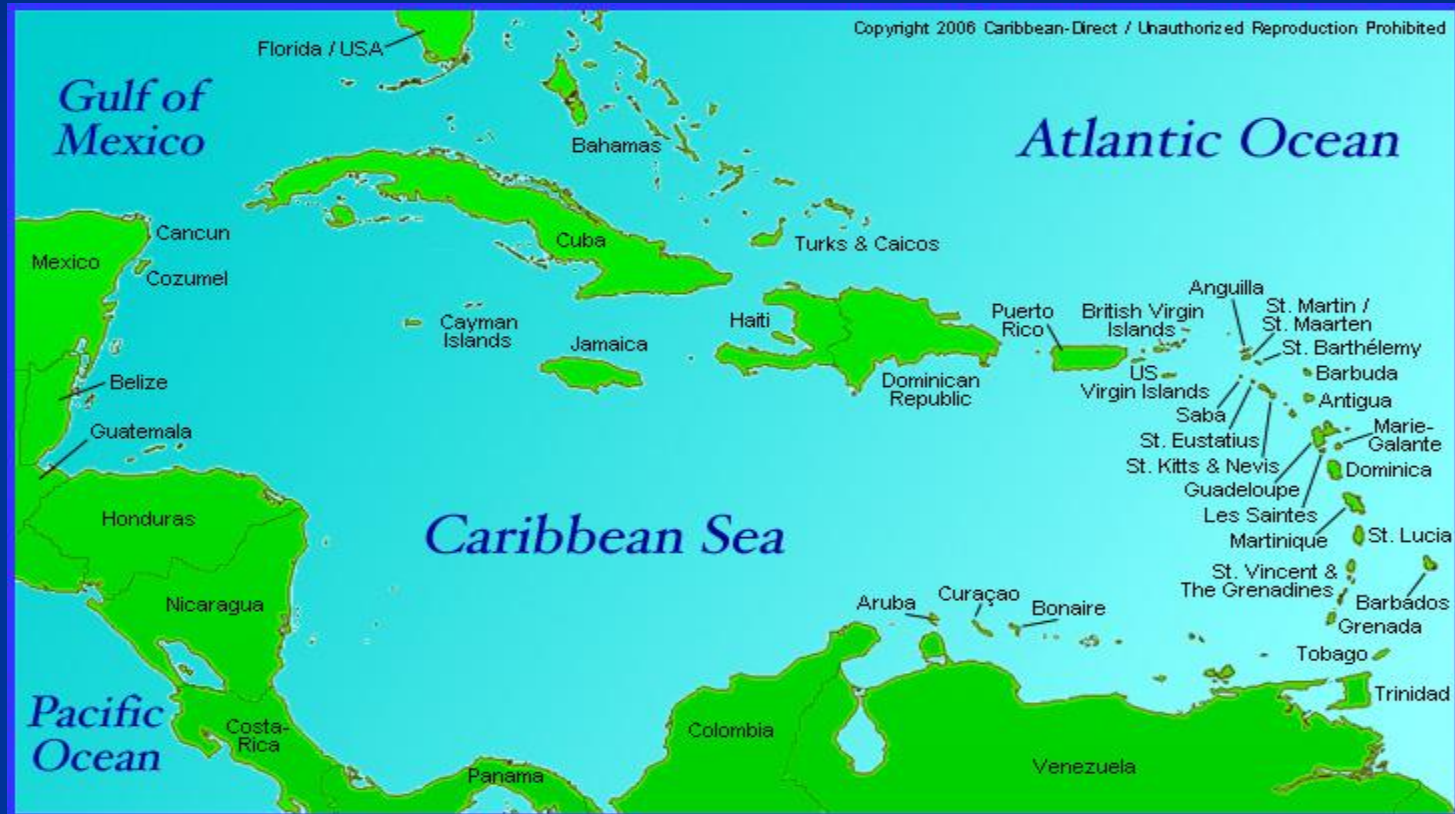 Copyright 2006 Caribbean-Direct / Unauthorized Reproduction Prohibited
Florida / USA
Gulf of
Mexico
Atlantic Ocean
Bahamas
Cancun
Cuba
Turks & Caicos
Mexico
Cozumel
Anguilla
St. Martin /
St. Maarten
Puerto
Rico
British Virgin
Islands
Cayman
Islands
Haiti
Jamaica
St. Barthélemy
Barbuda
Belize
Dominican
Republic
US
Virgin Islands
Antigua
Saba
Guatemala
St. Eustatius
Marie-
Galante
St. Kitts & Nevis
Dominica
Guadeloupe
Honduras
Les Saintes
Caribbean Sea
Martinique
St. Lucia
St. Vincent &
The Grenadines
Nicaragua
Aruba
Curaçao
Bonaire
Barbados
Grenada
Tobago
Trinidad
Pacific
Ocean
Costa-
Rica
Colombia
Panama
Venezuela